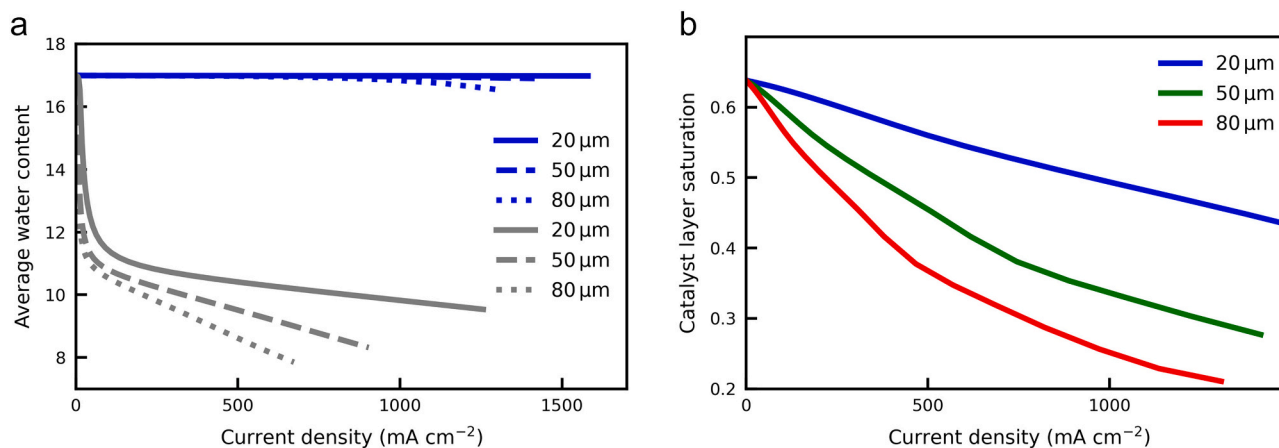 a
18
16
14
12
10
8
Average water content
20 µm
50 µm
80 µm
20 µm
50 µm
80 µm
0
500
1000
1500
Current density (mA cm⁻²)
b
0.6
0.5
0.4
0.3
0.2
Catalyst layer saturation
20 µm
50 µm
80 µm
0
500
1000
Current density (mA cm⁻²)